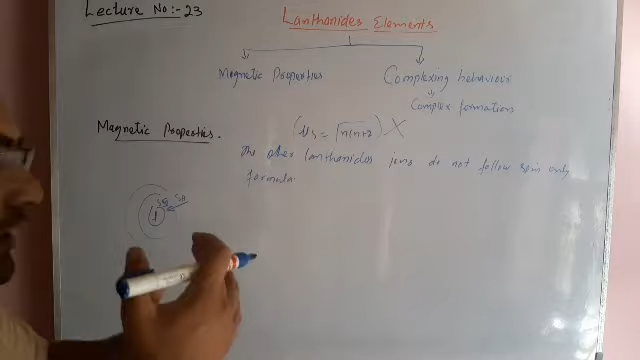 Lecture No:- 23
Lanthanides Elements
Magnetic Properties
Complexing behaviour
Complex formation
Magnetic Properties.
(μs = √n(n+2)) X
The other lanthanides ions do not follow spin only
formula